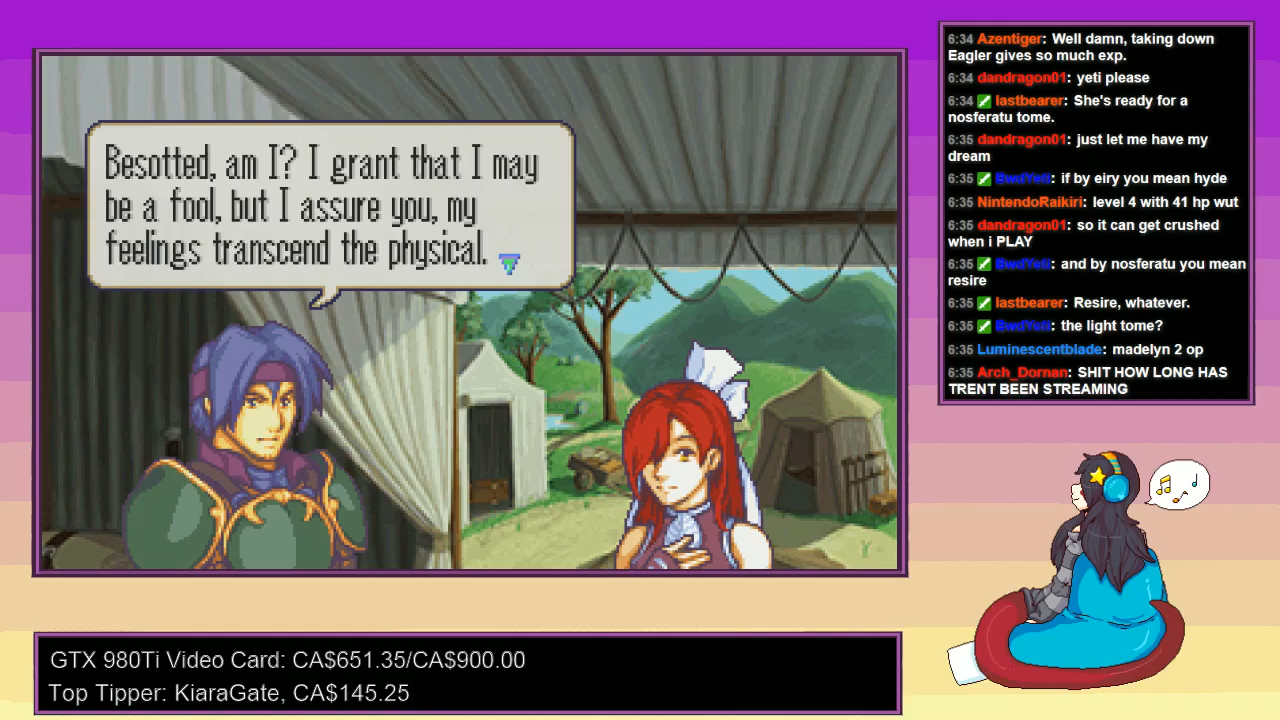 Besotted, am I? I grant that I may
be a fool, but I assure you, my
feelings transcend the physical.
6:34 Azentiger: Well damn, taking down
Eagler gives so much exp.
6:34 dandragon01: yeti please
6:34 lastbearer: She's ready for a
nosferatu tome.
6:35 dandragon01: just let me have my
dream
6:35 BwdYeti: if by eiry you mean hyde
6:35 NintendoRaikiri: level 4 with 41 hp wut
6:35 dandragon01: so it can get crushed
when i PLAY
6:35 BwdYeti: and by nosferatu you mean
resire
6:35 lastbearer: Resire, whatever.
6:35 BwdYeti: the light tome?
6:35 Luminescentblade: madelyn 2 op
6:35 Arch_Dornan: SHIT HOW LONG HAS
TRENT BEEN STREAMING
GTX 980Ti Video Card: CA$651.35/CA$900.00
Top Tipper: KiaraGate, CA$145.25